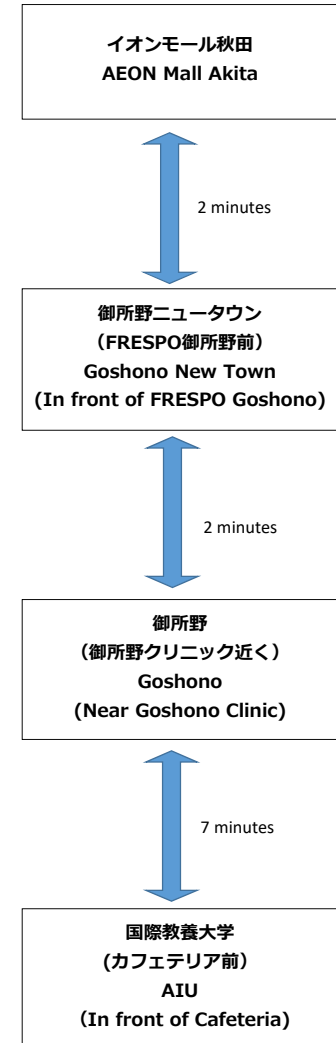 イオンモール秋田
AEON Mall Akita
2 minutes
御所野ニュータウン
（FRESPO御所野前）
Goshono New Town
(In front of FRESPO Goshono)
2 minutes
御所野
（御所野クリニック近く）
Goshono
(Near Goshono Clinic)
7 minutes
国際教養大学
(カフェテリア前）
AIU
（In front of Cafeteria)